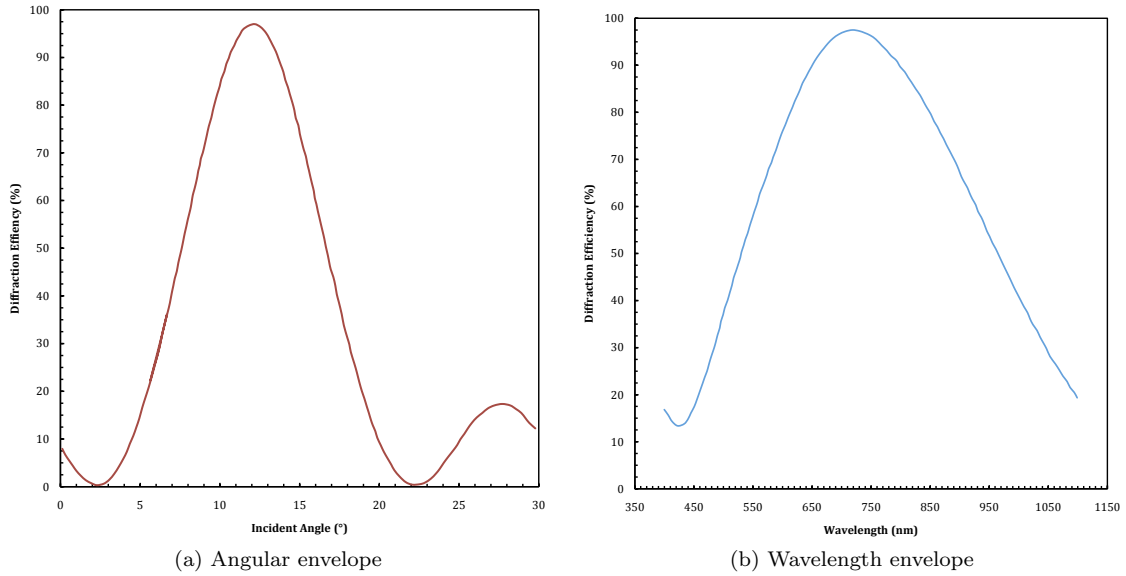 100
90
80
70
60
50
40
30
20
10
0
Diffraction Effiency (%)
0 5 10 15 20 25 30
Incident Angle (°)
(a) Angular envelope
100
90
80
70
60
50
40
30
20
10
0
Diffraction Efficiency (%)
350 450 550 650 750 850 950 1050 1150
Wavelength (nm)
(b) Wavelength envelope